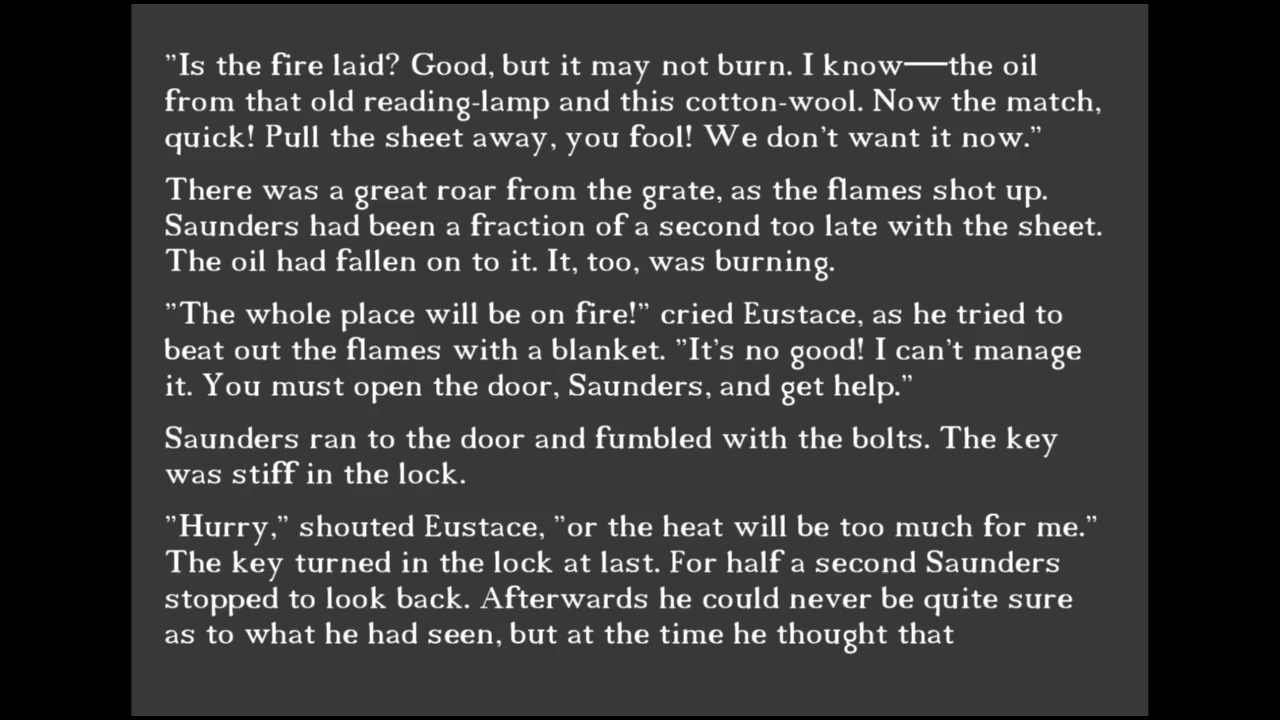 ”Is the fire laid? Good, but it may not burn. I know—the oil
from that old reading-lamp and this cotton-wool. Now the match,
quick! Pull the sheet away, you fool! We don’t want it now.”
There was a great roar from the grate, as the flames shot up.
Saunders had been a fraction of a second too late with the sheet.
The oil had fallen on to it. It, too, was burning.
”The whole place will be on fire!” cried Eustace, as he tried to
beat out the flames with a blanket. ”It’s no good! I can’t manage
it. You must open the door, Saunders, and get help.”
Saunders ran to the door and fumbled with the bolts. The key
was stiff in the lock.
”Hurry,” shouted Eustace, ”or the heat will be too much for me.”
The key turned in the lock at last. For half a second Saunders
stopped to look back. Afterwards he could never be quite sure
as to what he had seen, but at the time he thought that